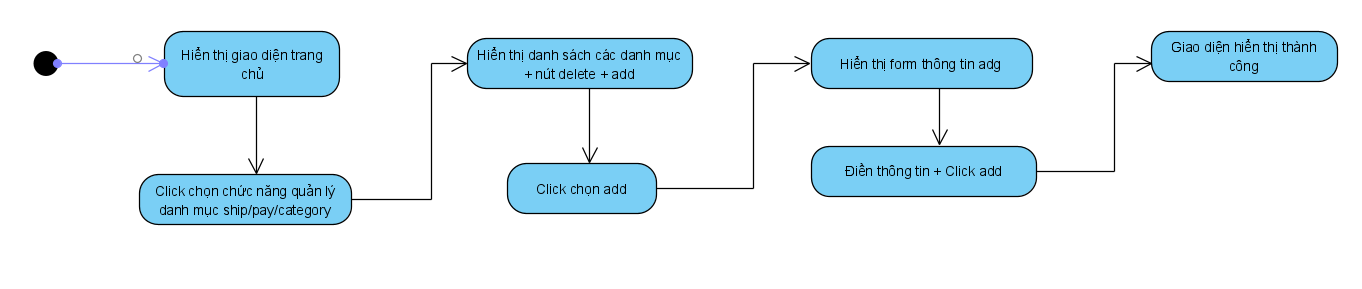 Hiển thị giao diện trang
chủ
Click chọn chức năng quản lý
danh mục ship/pay/category
Hiển thị danh sách các danh mục
+ nút delete + add
Click chọn add
Hiển thị form thông tin adg
Điền thông tin + Click add
Giao diện hiển thị thành
công